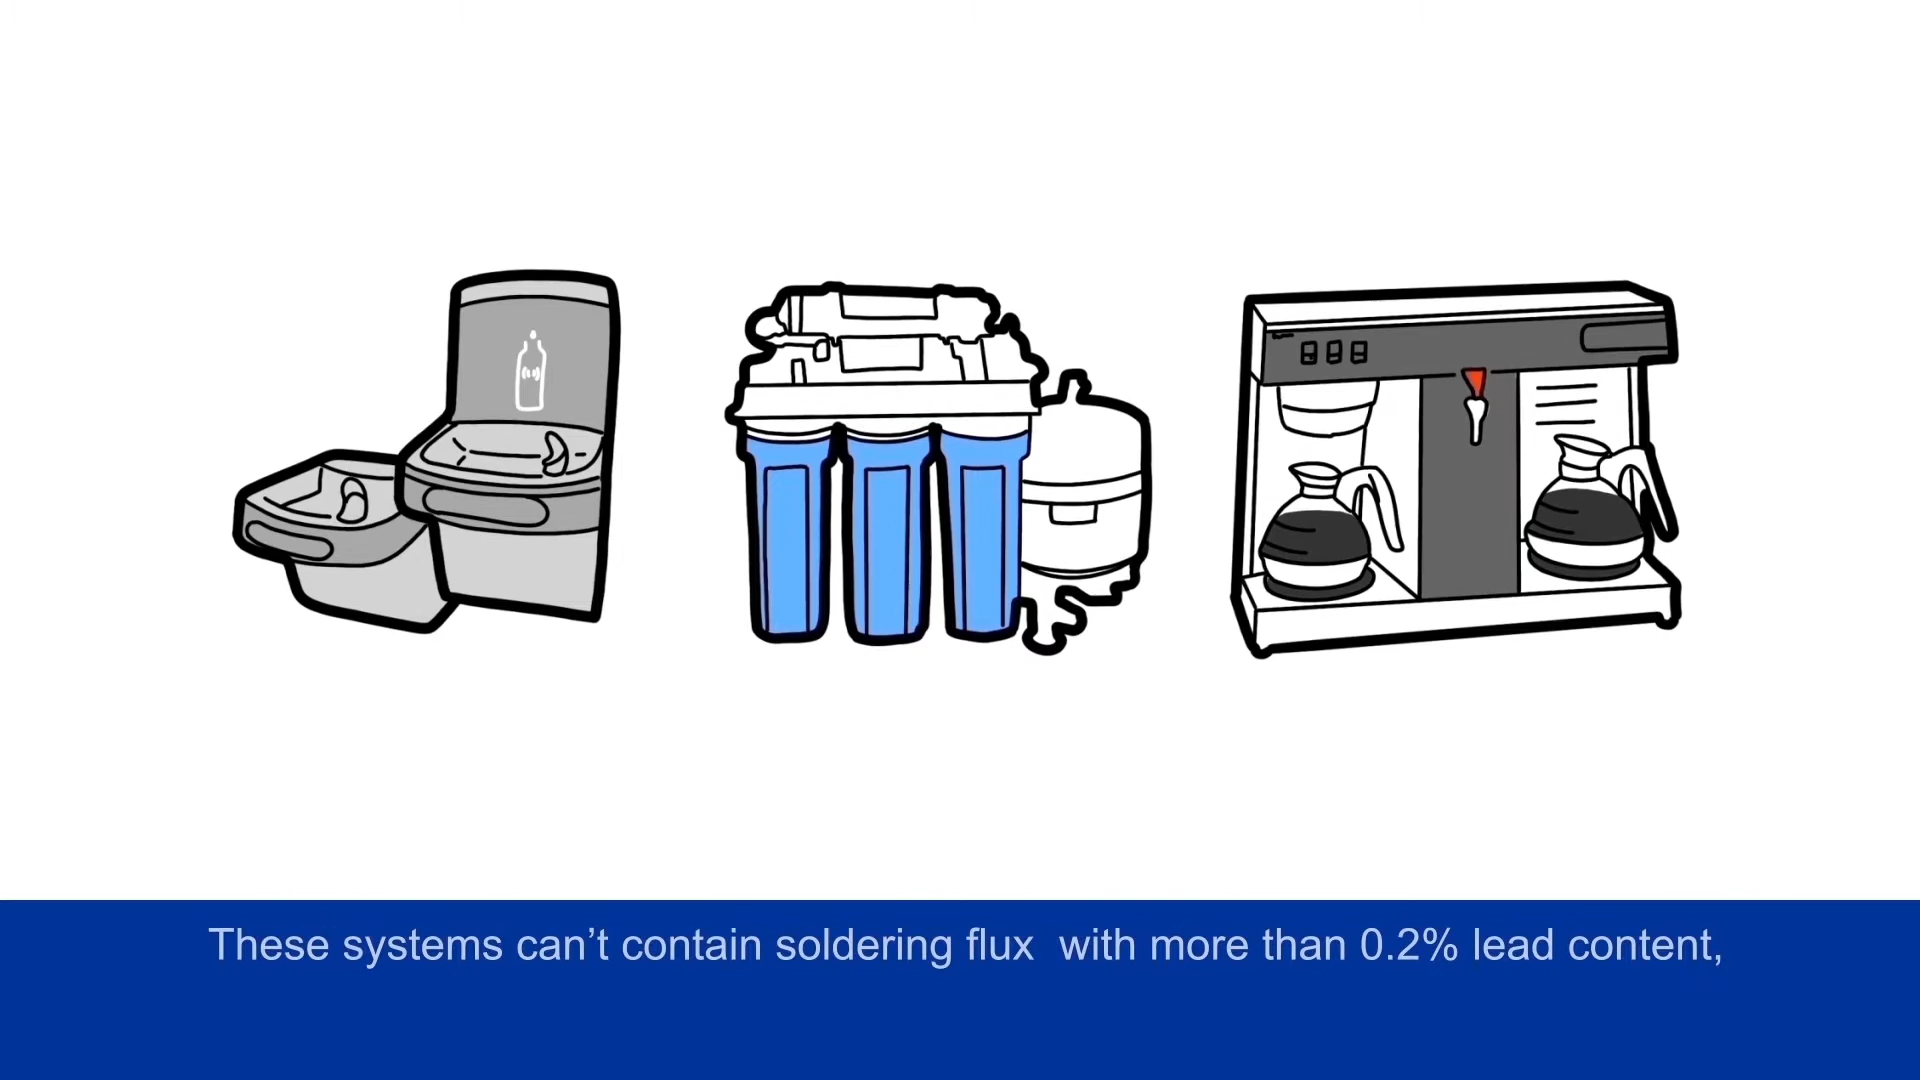 These systems can’t contain soldering flux  with more than 0.2% lead content,